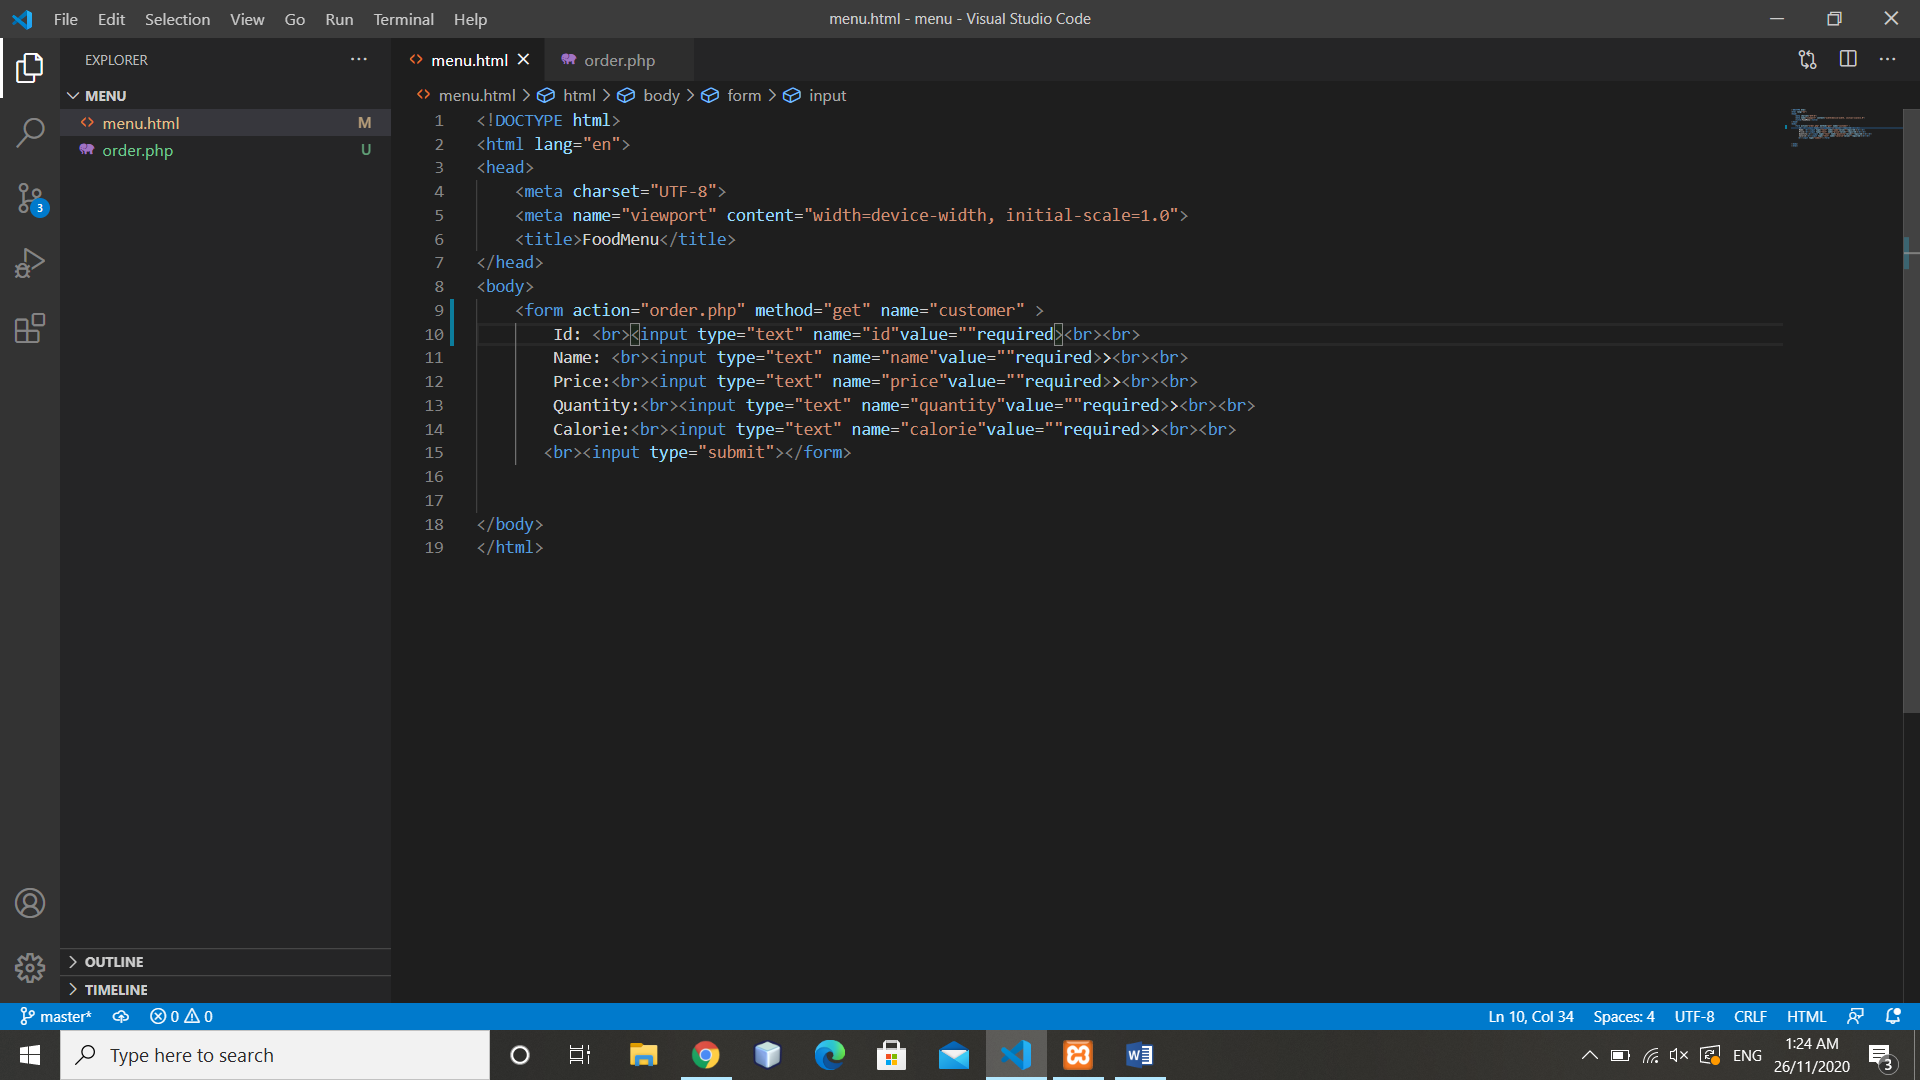 File Edit Selection View Go Run Terminal Help
menu.html - menu - Visual Studio Code
EXPLORER
MENU
menu.html M
order.php U
OUTLINE
TIMELINE
menu.html
order.php
menu.html > html > body > form > input
1 <!DOCTYPE html>
2 <html lang="en">
3 <head>
4 <meta charset="UTF-8">
5 <meta name="viewport" content="width=device-width, initial-scale=1.0">
6 <title>FoodMenu</title>
7 </head>
8 <body>
9 <form action="order.php" method="get" name="customer" >
10 Id: <br><input type="text" name="id"value=""required><br><br>
11 Name: <br><input type="text" name="name"value=""required>><br><br>
12 Price:<br><input type="text" name="price"value=""required>><br><br>
13 Quantity:<br><input type="text" name="quantity"value=""required>><br><br>
14 Calorie:<br><input type="text" name="calorie"value=""required>><br><br>
15 <br><input type="submit"></form>
16
17
18 </body>
19 </html>
3
master* 0 0
Ln 10, Col 34 Spaces: 4 UTF-8 CRLF HTML
Type here to search
ENG
1:24 AM
26/11/2020
3